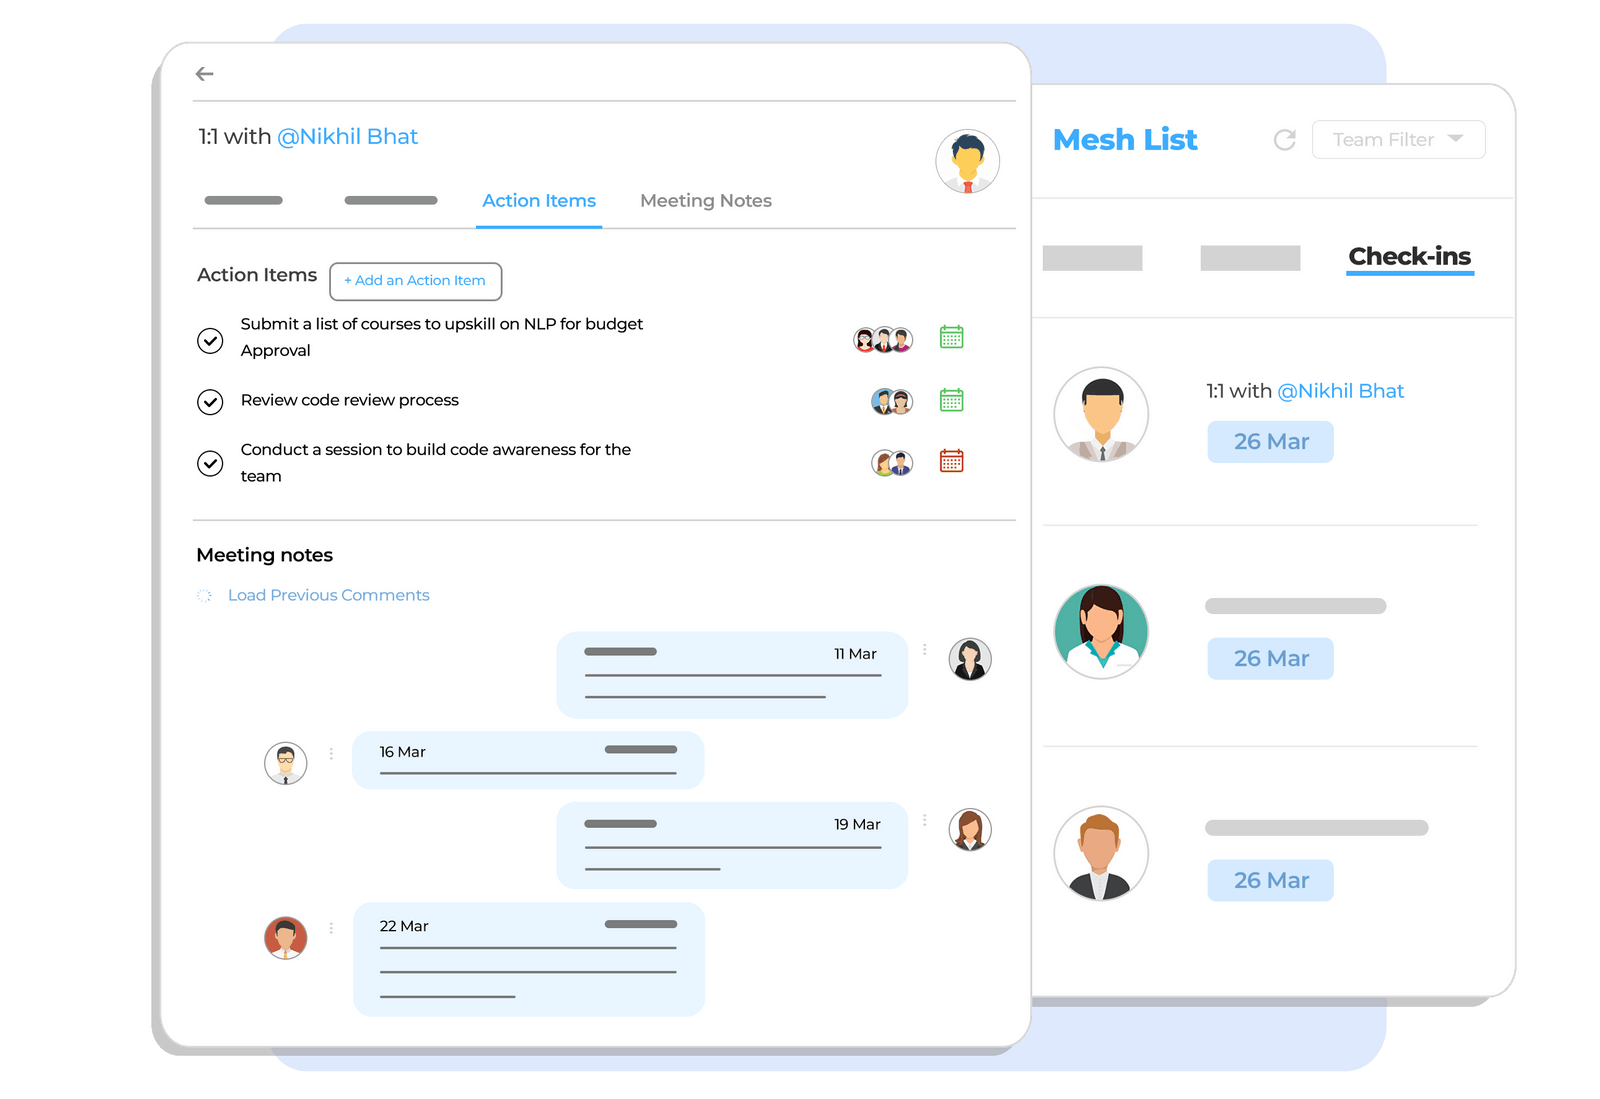 1:1 with @Nikhil Bhat
Action Items
Meeting Notes
Action Items
+ Add an Action Item
Submit a list of courses to upskill on NLP for budget
Approval
Review code review process
Conduct a session to build code awareness for the
team
Meeting notes
Load Previous Comments
11 Mar
16 Mar
19 Mar
22 Mar
Mesh List
Team Filter
Check-ins
1:1 with @Nikhil Bhat
26 Mar
26 Mar
26 Mar